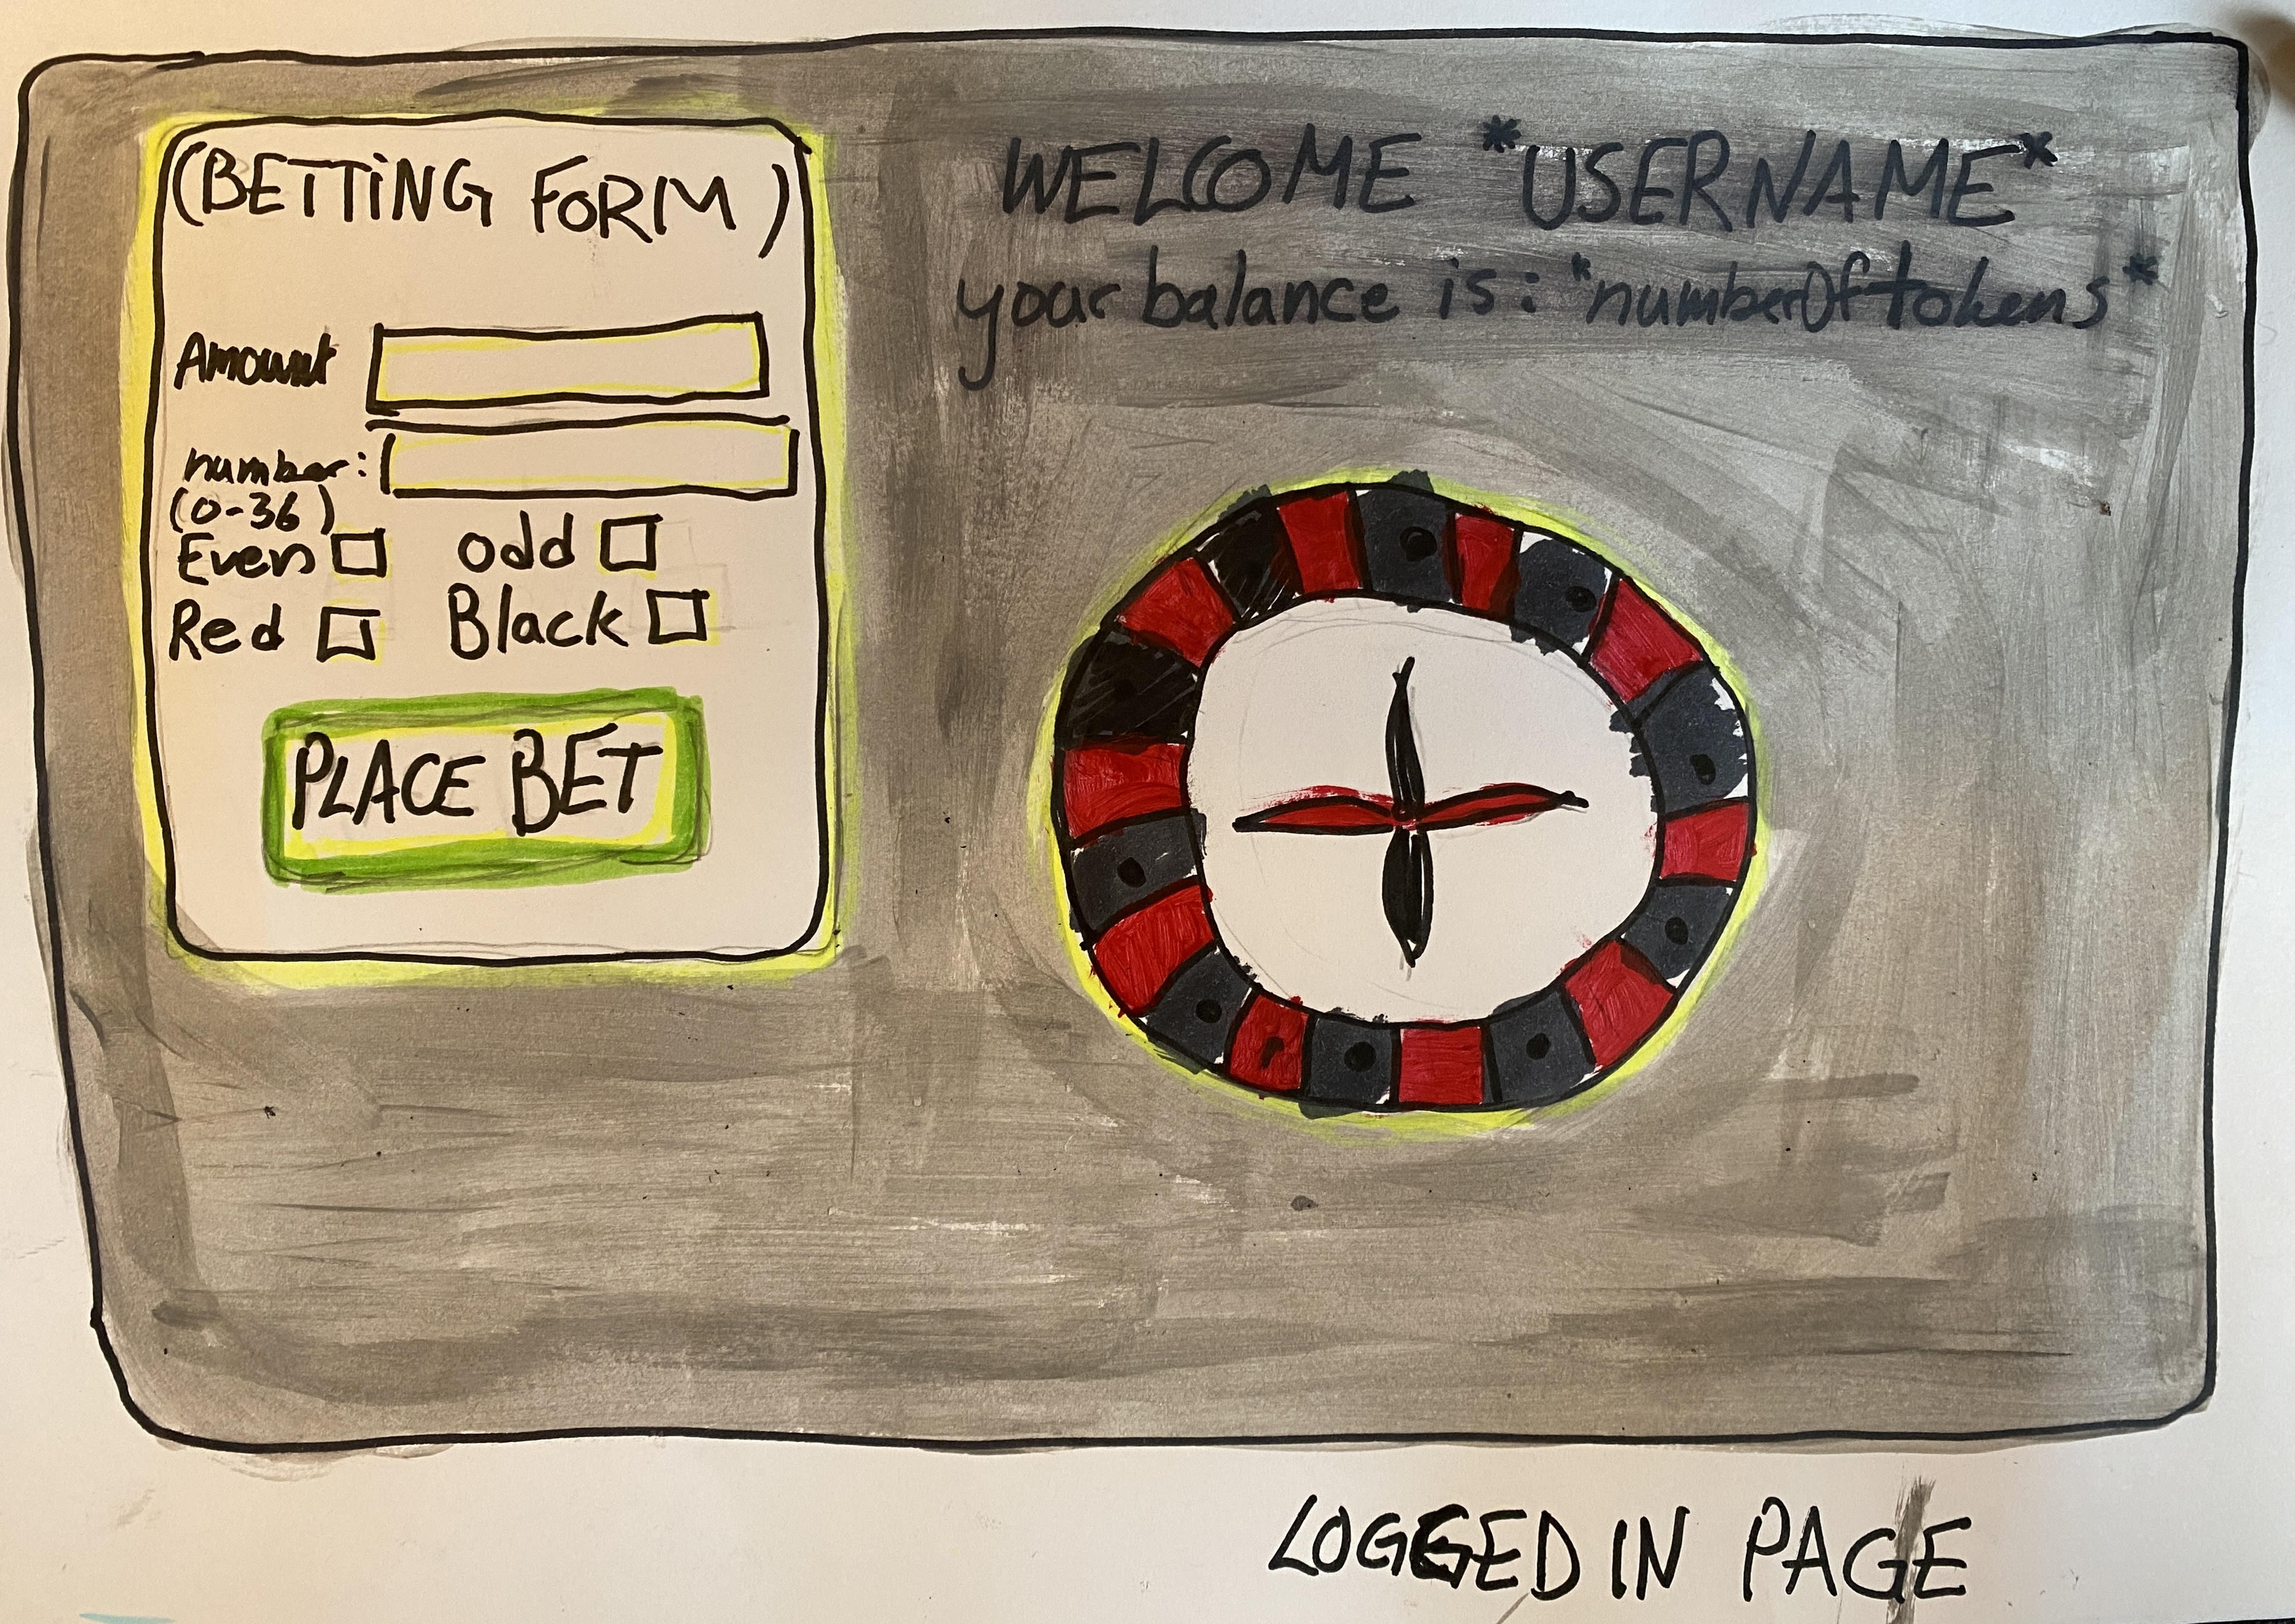 (BETTING FORM)
Amount
number:
(0-36)
Even odd
Red Black
PLACE BET
WELCOME *USERNAME*
your balance is: *numberOftokens*
LOGGED IN PAGE